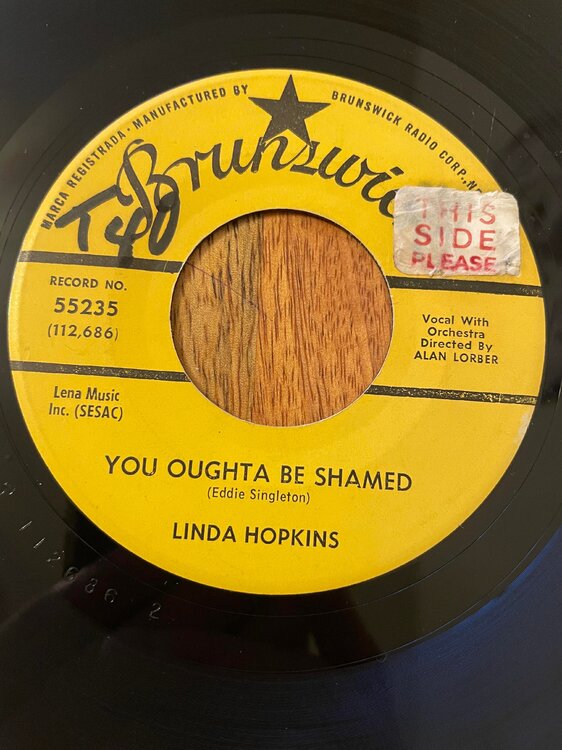 MARCA REGISTRADA · MANUFACTURED BY
BRUNSWICK RADIO CORP.,
Brunswic
THIS
SIDE
PLEASE
RECORD NO.
55235
(112,686)
Vocal With
Orchestra
Directed By
ALAN LORBER
Lena Music
Inc. (SESAC)
YOU OUGHTA BE SHAMED
(Eddie Singleton)
LINDA HOPKINS